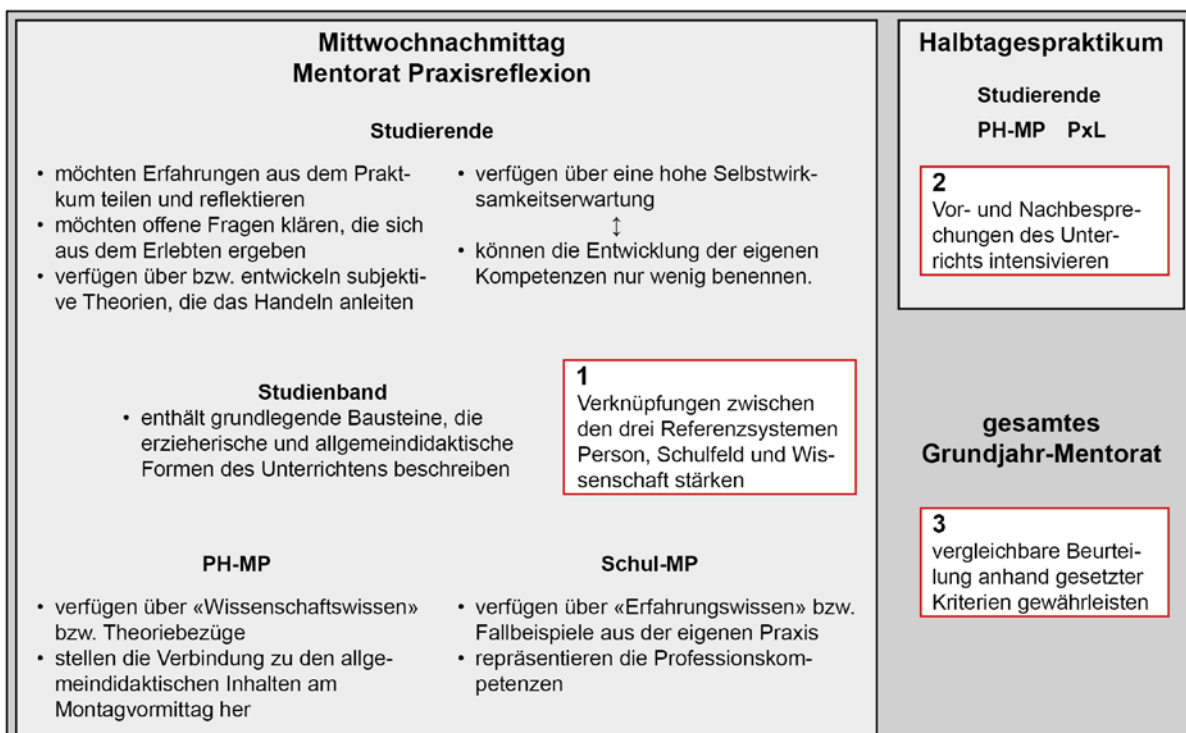 Mittwochnachmittag
Mentorat Praxisreflexion
Studierende
• möchten Erfahrungen aus dem Prakt-
kum teilen und reflektieren
• möchten offene Fragen klären, die sich
aus dem Erlebten ergeben
• verfügen über bzw. entwickeln subjekti-
ve Theorien, die das Handeln anleiten
• verfügen über eine hohe Selbstwirk-
samkeitserwartung
↕
• können die Entwicklung der eigenen
Kompetenzen nur wenig benennen.
Studienband
• enthält grundlegende Bausteine, die
erzieherische und allgemeindidaktische
Formen des Unterrichtens beschreiben
1
Verknüpfungen zwischen
den drei Referenzsystemen
Person, Schulfeld und Wis-
senschaft stärken
PH-MP
• verfügen über «Wissenschaftswissen»
bzw. Theoriebezüge
• stellen die Verbindung zu den allge-
meindidaktischen Inhalten am
Montagvormittag her
Schul-MP
• verfügen über «Erfahrungswissen» bzw.
Fallbeispiele aus der eigenen Praxis
• repräsentieren die Professionskom-
petenzen
Halbtagespraktikum
Studierende
PH-MP PxL
2
Vor- und Nachbespre-
chungen des Unter-
richts intensivieren
gesamtes
Grundjahr-Mentorat
3
vergleichbare Beurtei-
lung anhand gesetzter
Kriterien gewährleisten